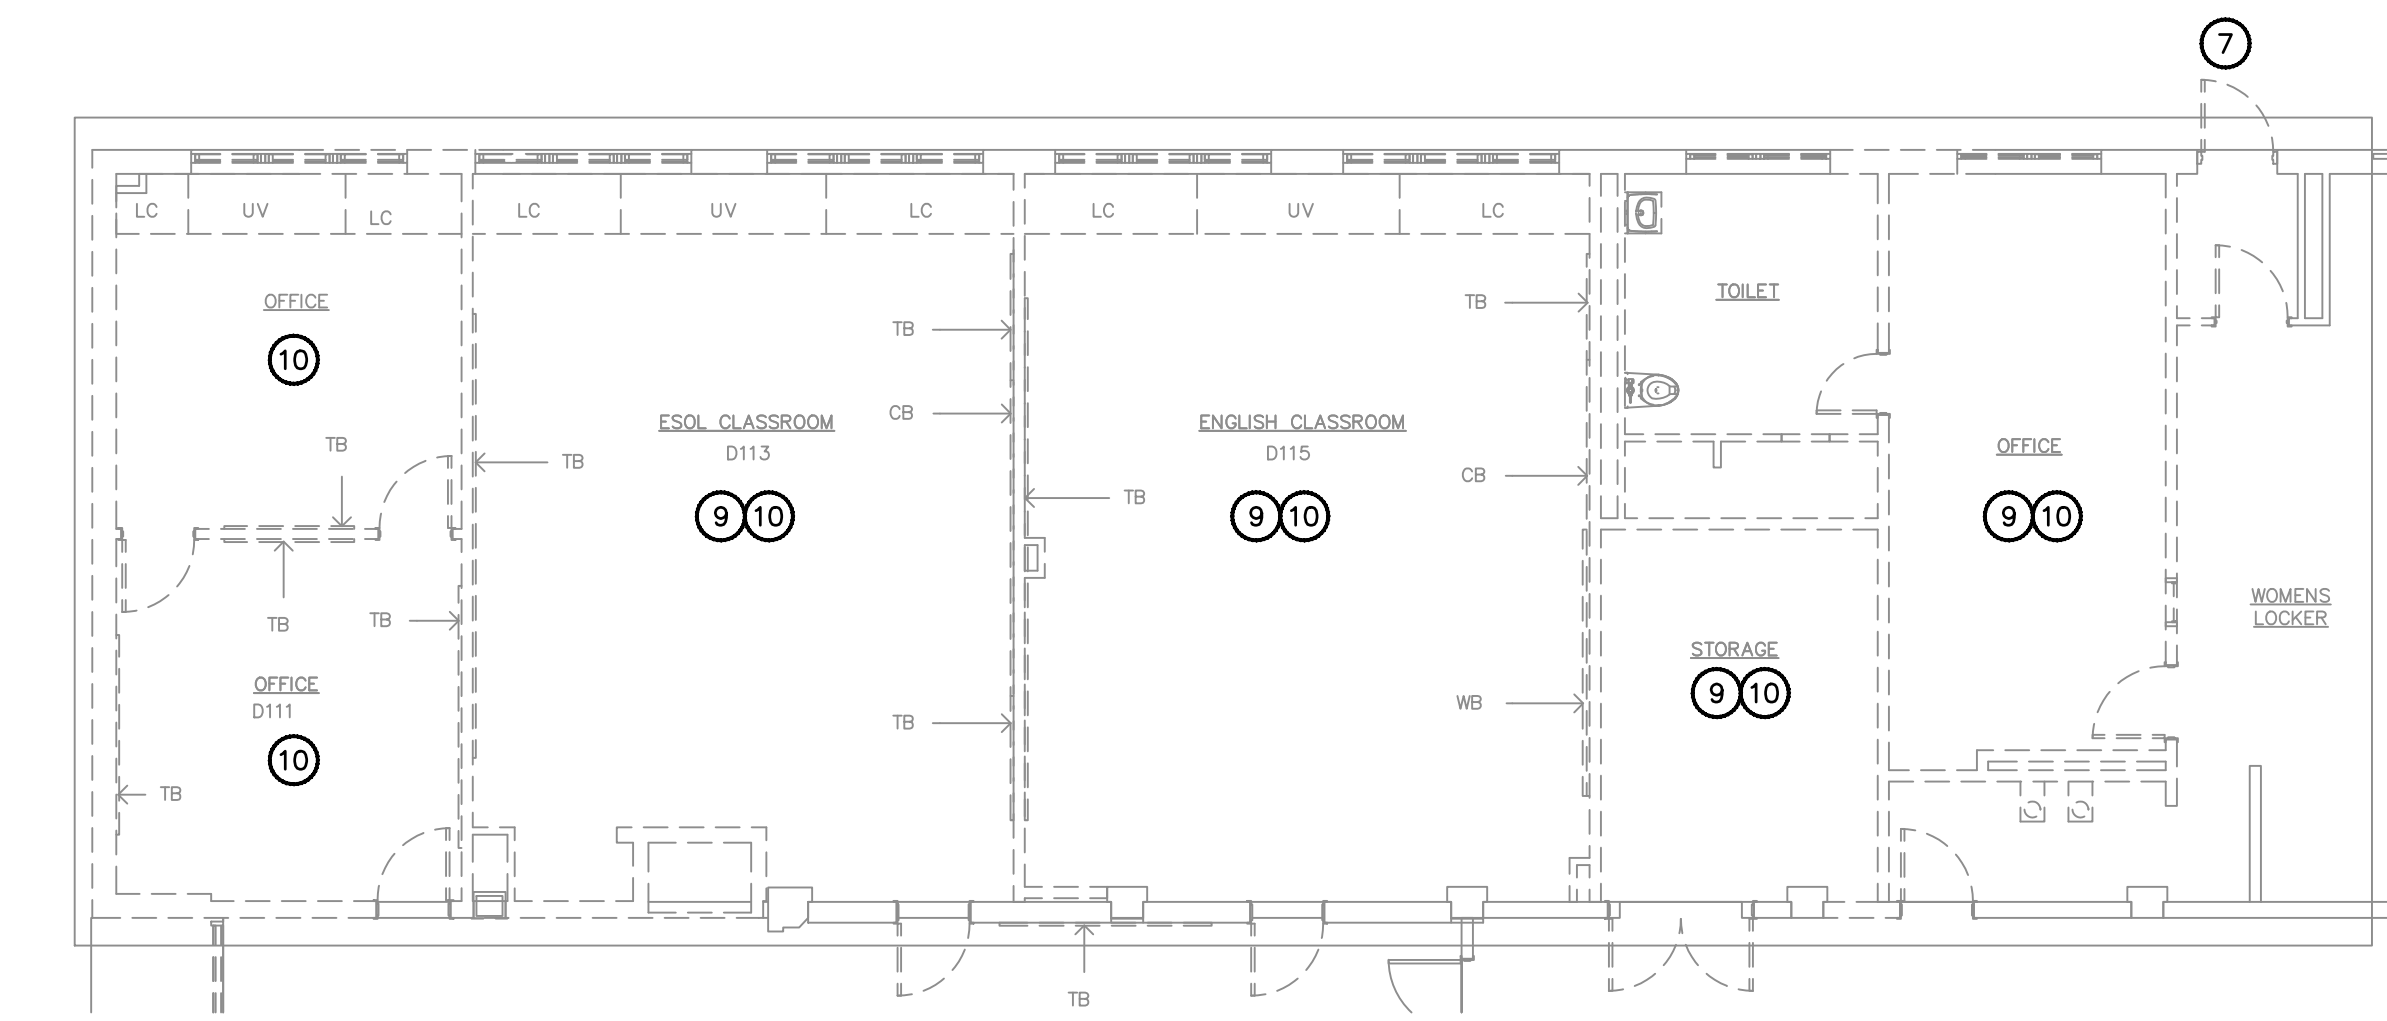 7
LC
UV
LC
LC
UV
LC
LC
UV
LC
OFFICE
10
TB
TB
TB
OFFICE
D111
10
TB
TB
CB
ESOL CLASSROOM
D113
TB
9 10
TB
TB
ENGLISH CLASSROOM
D115
CB
TB
9 10
WB
TB
TOILET
STORAGE
9 10
OFFICE
9 10
WOMENS
LOCKER